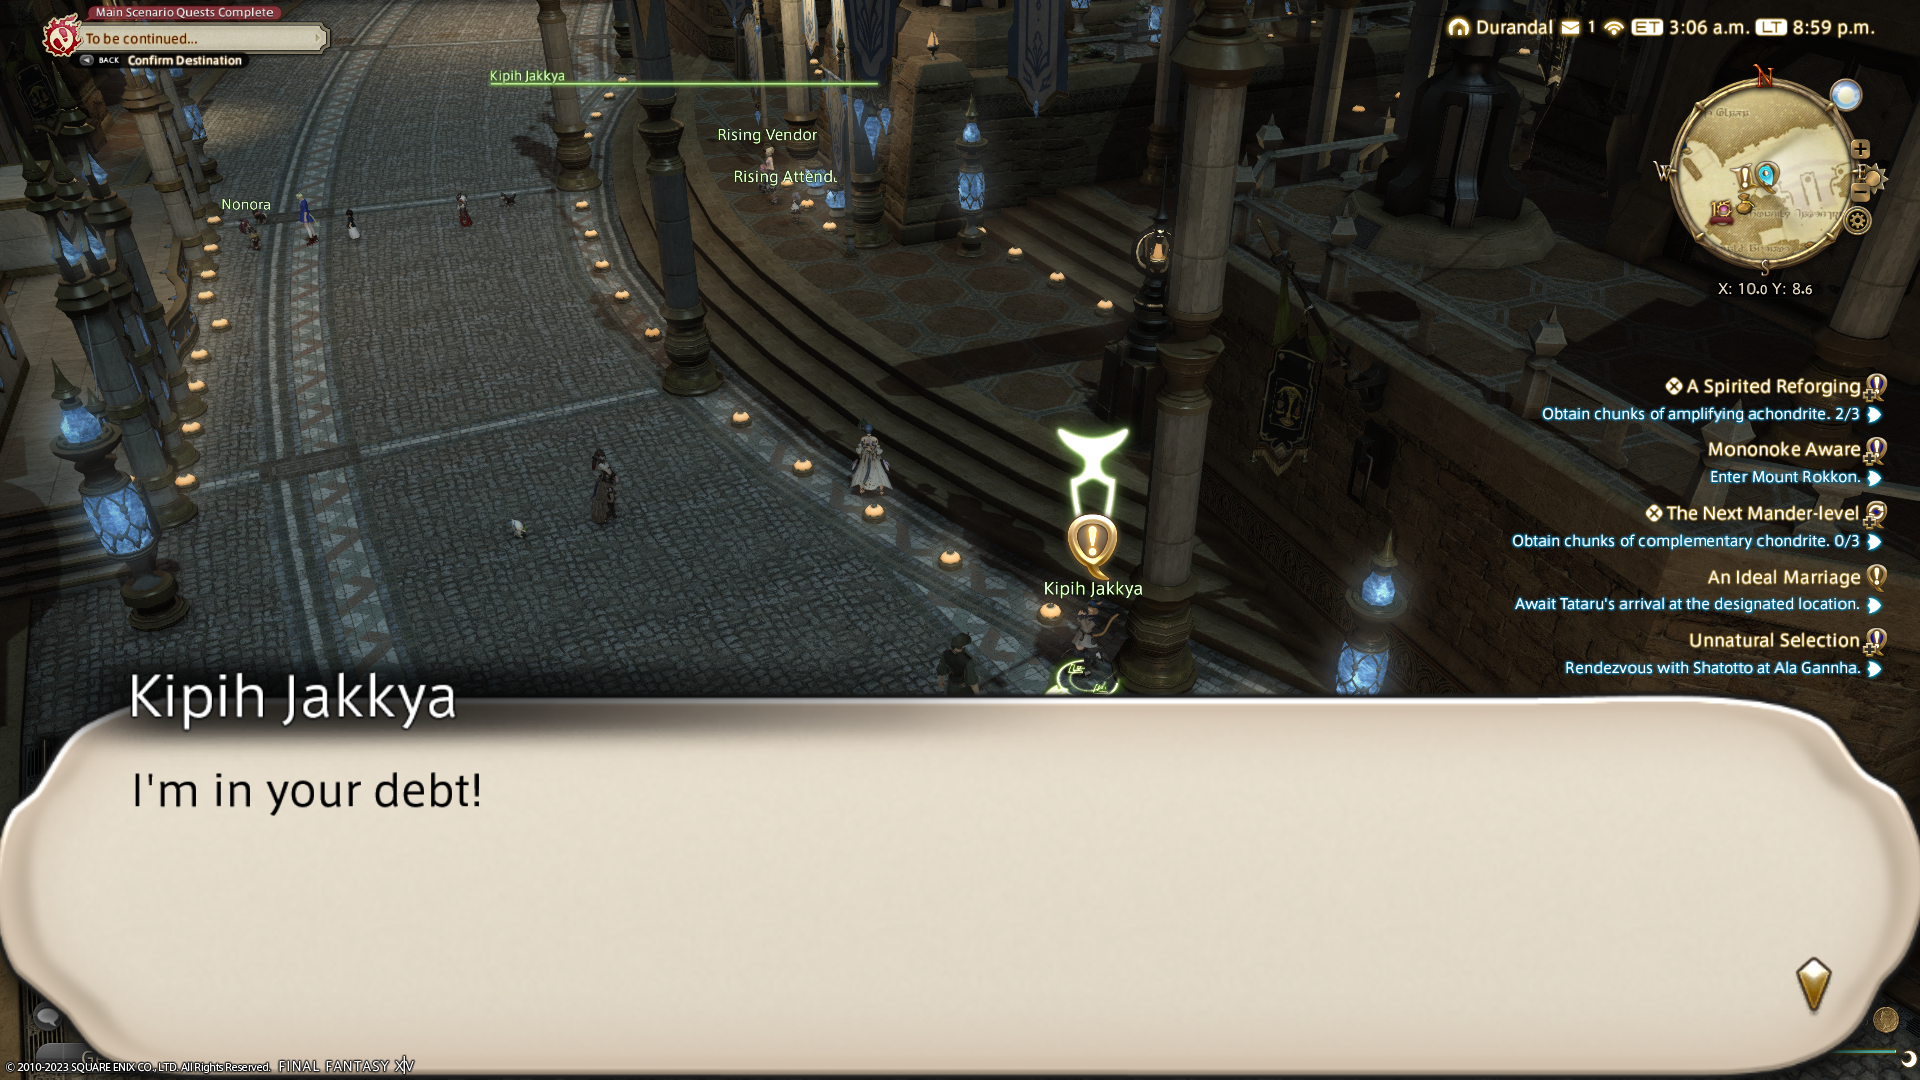 Main Scenario Quests Complete
To be continued...
BACK Confirm Destination
Kipih Jakkya
Durandal 1 ET 3:06 a.m. LT 8:59 p.m.
Rising Vendor
Rising Attend
Nonora
N
W
E
S
15
X: 10.0 Y: 8.6
A Spirited Reforging
Obtain chunks of amplifying achondrite. 2/3
Mononoke Aware
Enter Mount Rokkon.
The Next Mander-level
Obtain chunks of complementary chondrite. 0/3
An Ideal Marriage
Await Tataru's arrival at the designated location.
Unnatural Selection
Rendezvous with Shatotto at Ala Gannha.
Kipih Jakkya
Kipih Jakkya
I'm in your debt!
© 2010-2023 SQUARE ENIX CO., LTD. All Rights Reserved. FINAL FANTASY XIV